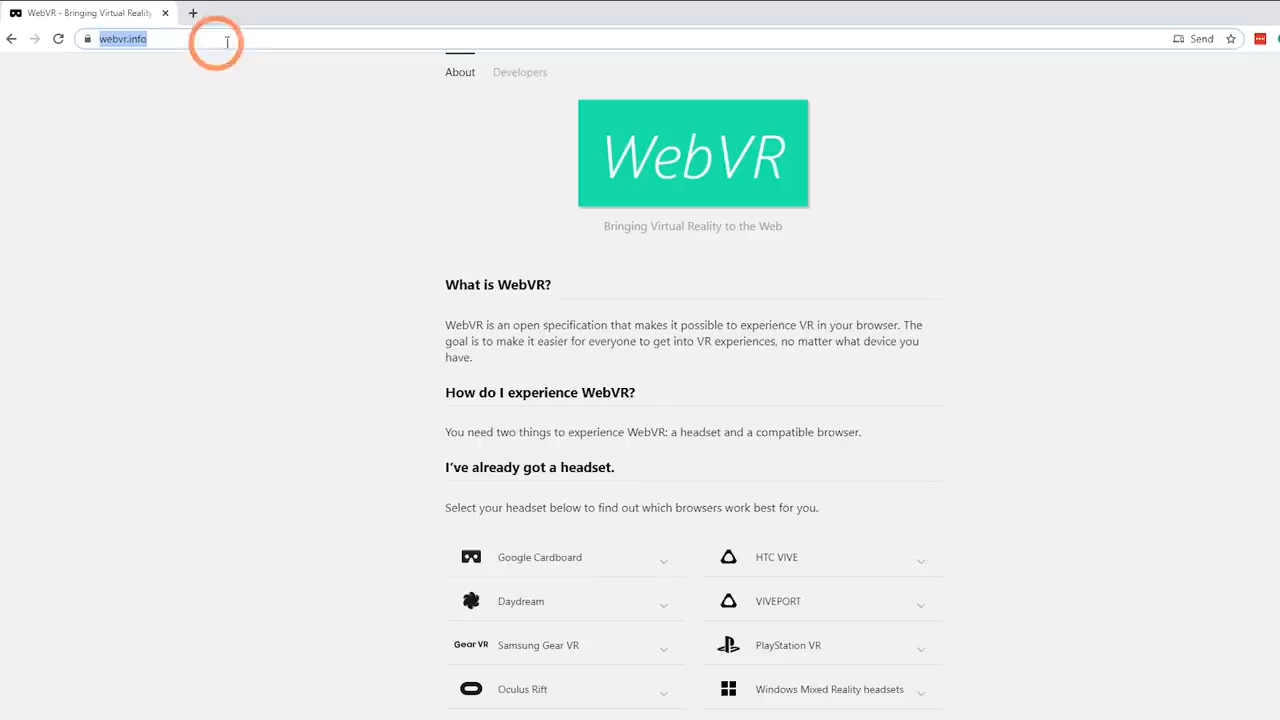 WebVR - Bringing Virtual Reality
webvr.info
Send
About
Developers
WebVR
Bringing Virtual Reality to the Web
What is WebVR?
WebVR is an open specification that makes it possible to experience VR in your browser. The
goal is to make it easier for everyone to get into VR experiences, no matter what device you
have.
How do I experience WebVR?
You need two things to experience WebVR: a headset and a compatible browser.
I've already got a headset.
Select your headset below to find out which browsers work best for you.
Google Cardboard
HTC VIVE
Daydream
VIVEPORT
Gear VR Samsung Gear VR
PlayStation VR
Oculus Rift
Windows Mixed Reality headsets